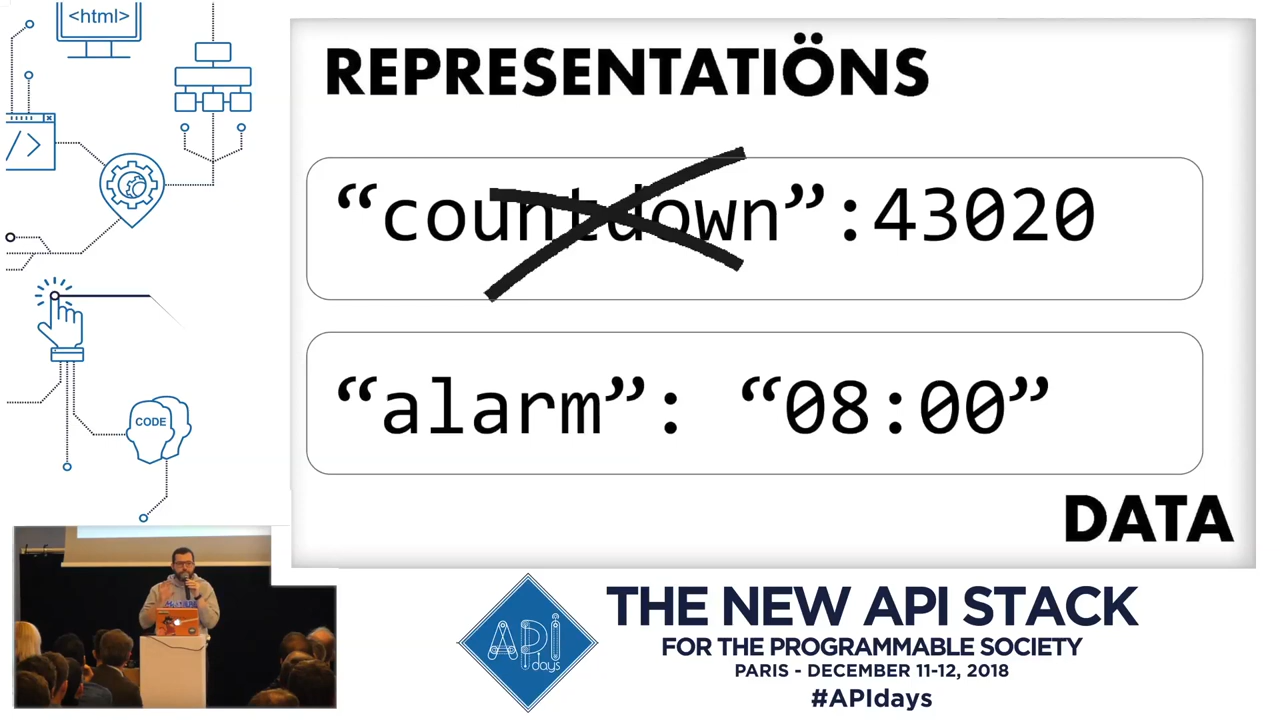 <html>
</>
CODE
REPRESENTATIÖNS
“countdown”:43020
“alarm”: “08:00”
DATA
APi
days
THE NEW API STACK
FOR THE PROGRAMMABLE SOCIETY
PARIS - DECEMBER 11-12, 2018
#APIdays